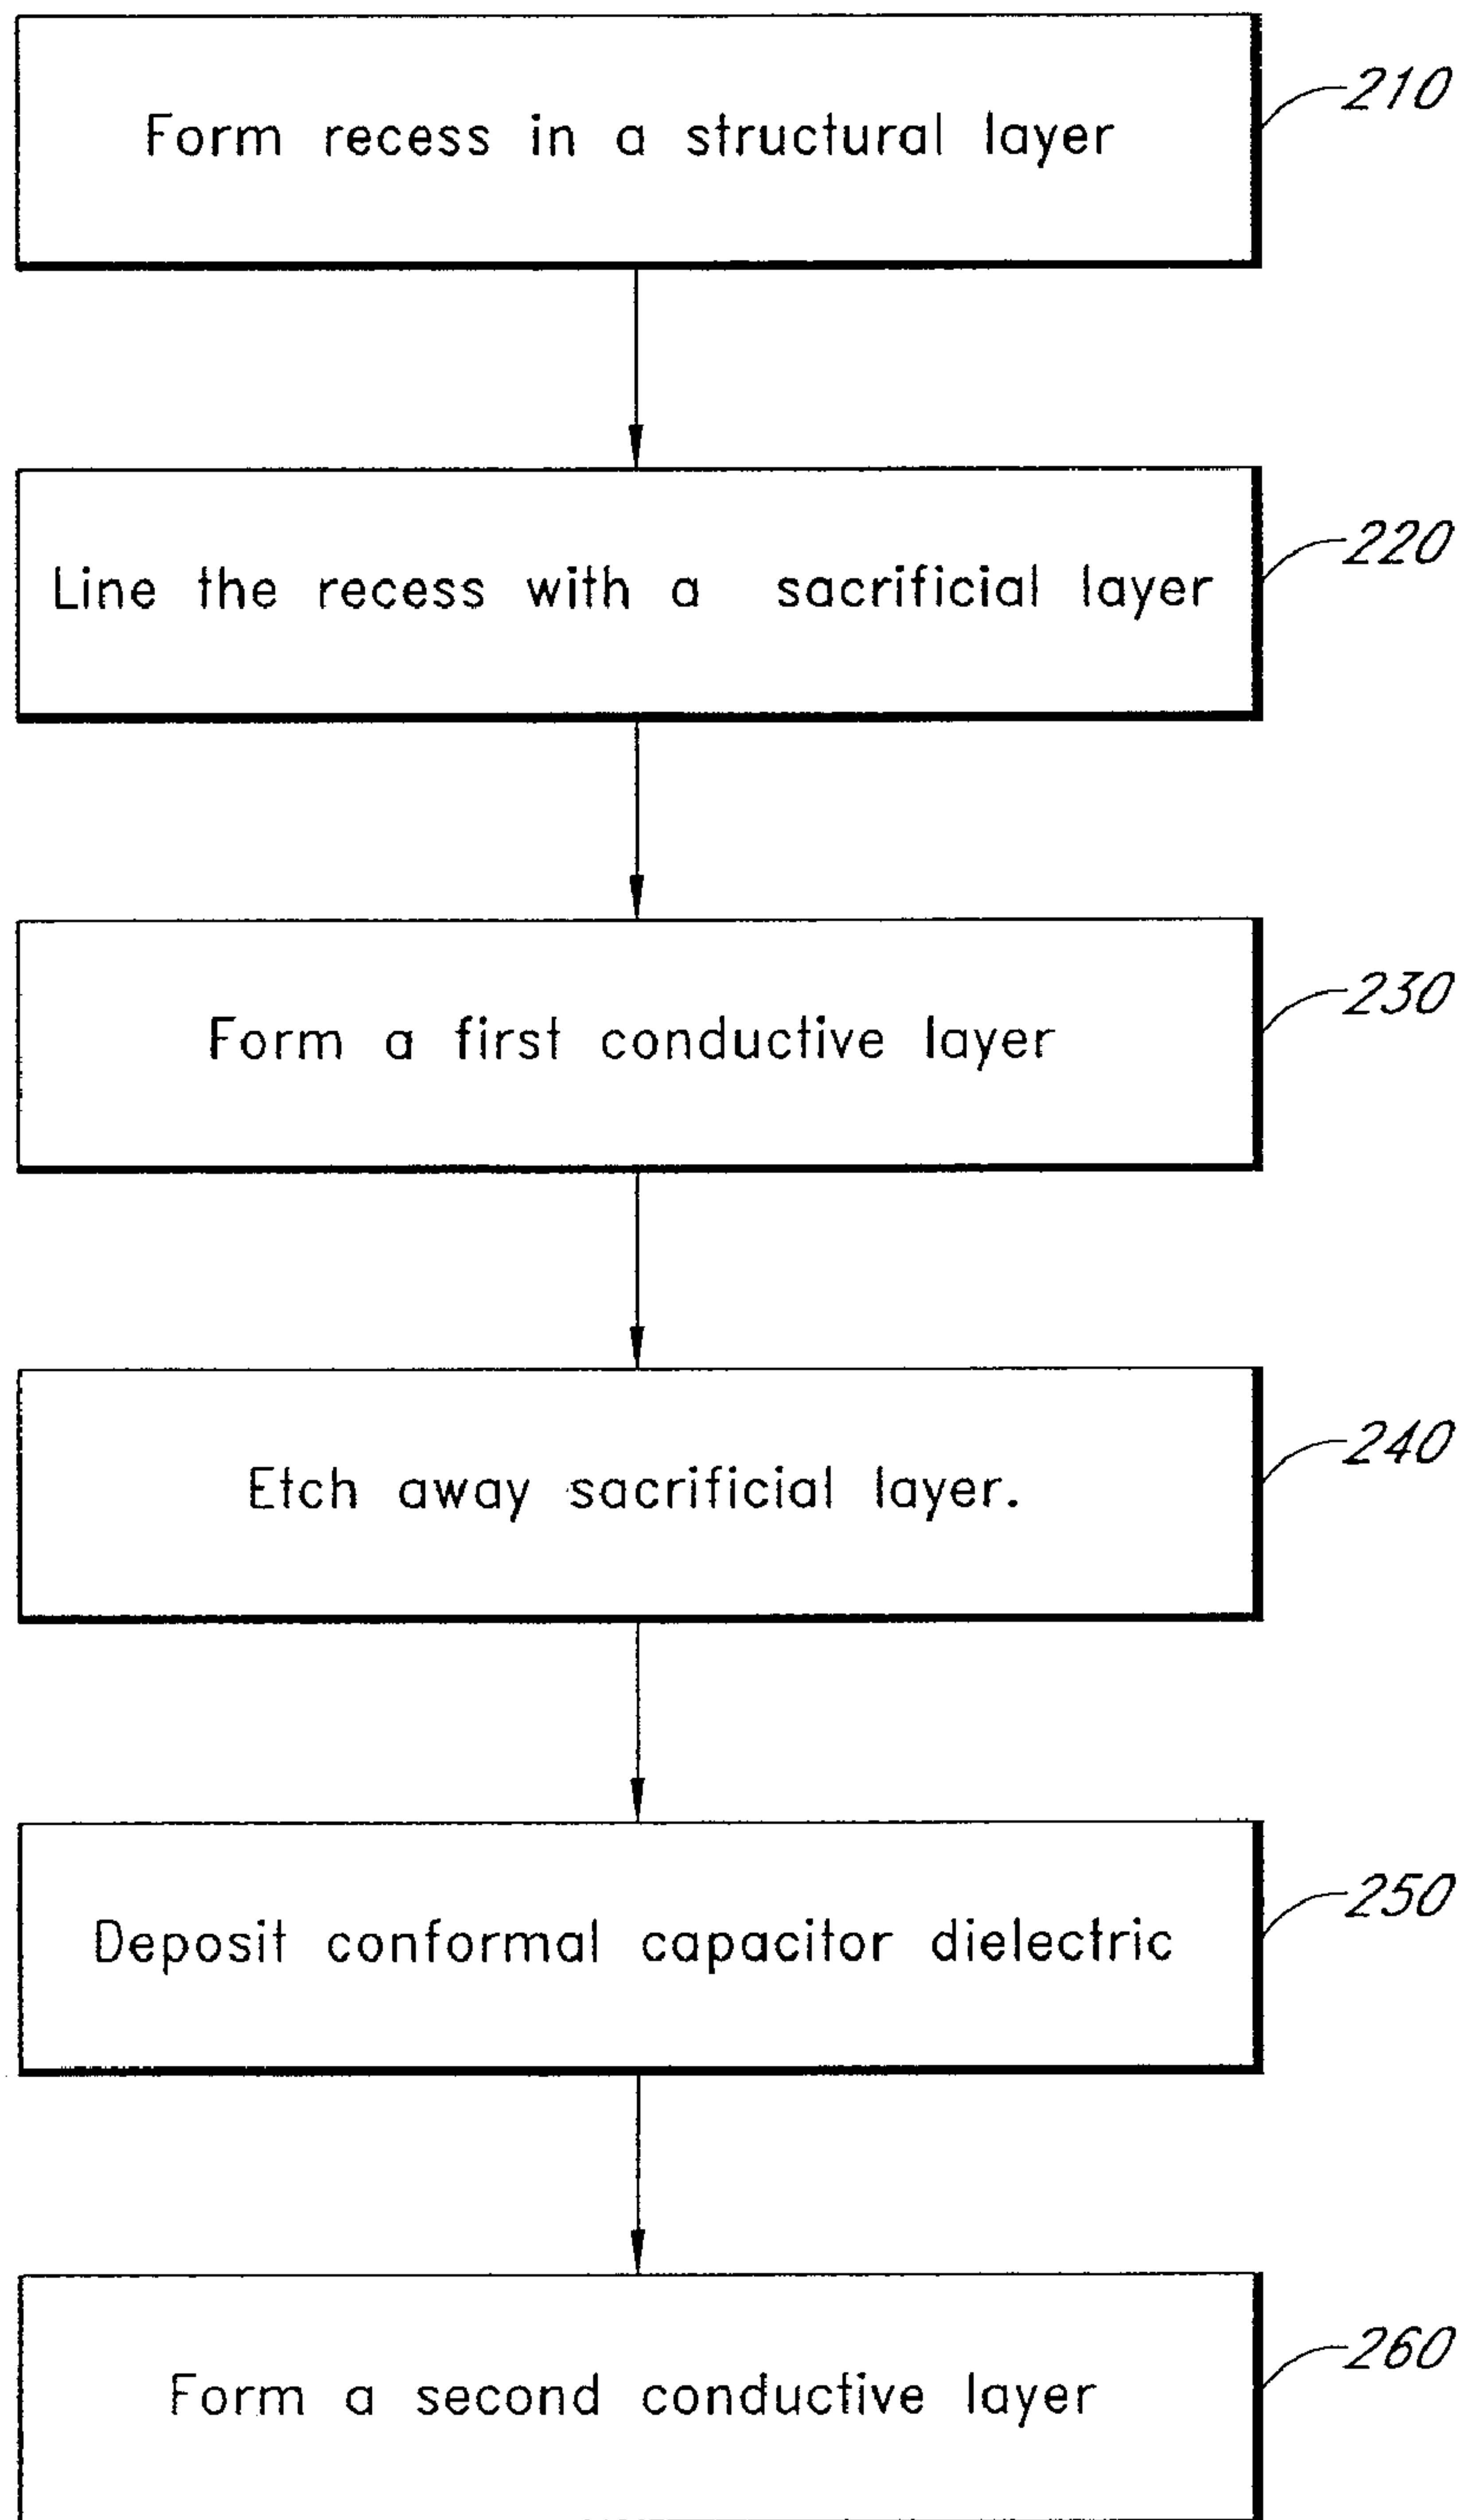 Form recess in a structural layer
210
Line the recess with a sacrificial layer
220
Form a first conductive layer
230
Etch away sacrificial layer.
240
Deposit conformal capacitor dielectric
250
Form a second conductive layer
260